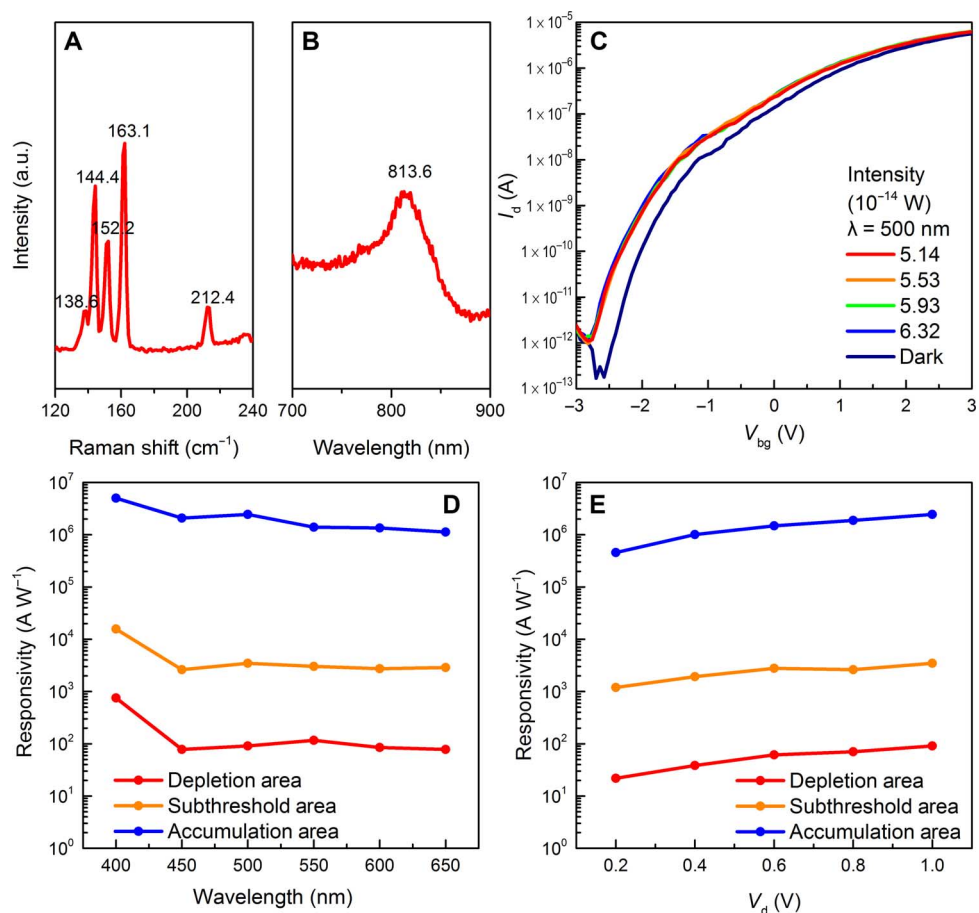 A
Intensity (a.u.)
138.6
144.4
152.2
163.1
212.4
120 160 200 240
Raman shift (cm⁻¹)
B
813.6
700 800 900
Wavelength (nm)
C
I_d (A)
1 × 10⁻⁵
1 × 10⁻⁶
1 × 10⁻⁷
1 × 10⁻⁸
1 × 10⁻⁹
1 × 10⁻¹⁰
1 × 10⁻¹¹
1 × 10⁻¹²
1 × 10⁻¹³
Intensity
(10⁻¹⁴ W)
λ = 500 nm
5.14
5.53
5.93
6.32
Dark
−3 −2 −1 0 1 2 3
V_bg (V)
D
Responsivity (A W⁻¹)
10⁷
10⁶
10⁵
10⁴
10³
10²
10¹
10⁰
Depletion area
Subthreshold area
Accumulation area
400 450 500 550 600 650
Wavelength (nm)
E
Responsivity (A W⁻¹)
10⁷
10⁶
10⁵
10⁴
10³
10²
10¹
10⁰
Depletion area
Subthreshold area
Accumulation area
0.2 0.4 0.6 0.8 1.0
V_d (V)